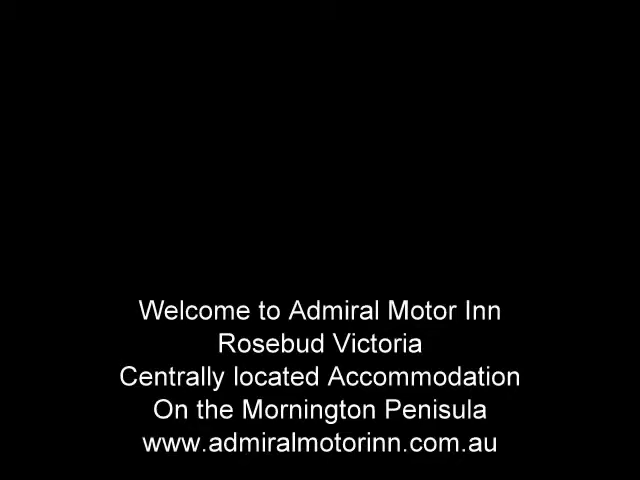 Welcome to Admiral Motor Inn
Rosebud Victoria
Centrally located Accommodation
On the Mornington Penisula
www.admiralmotorinn.com.au